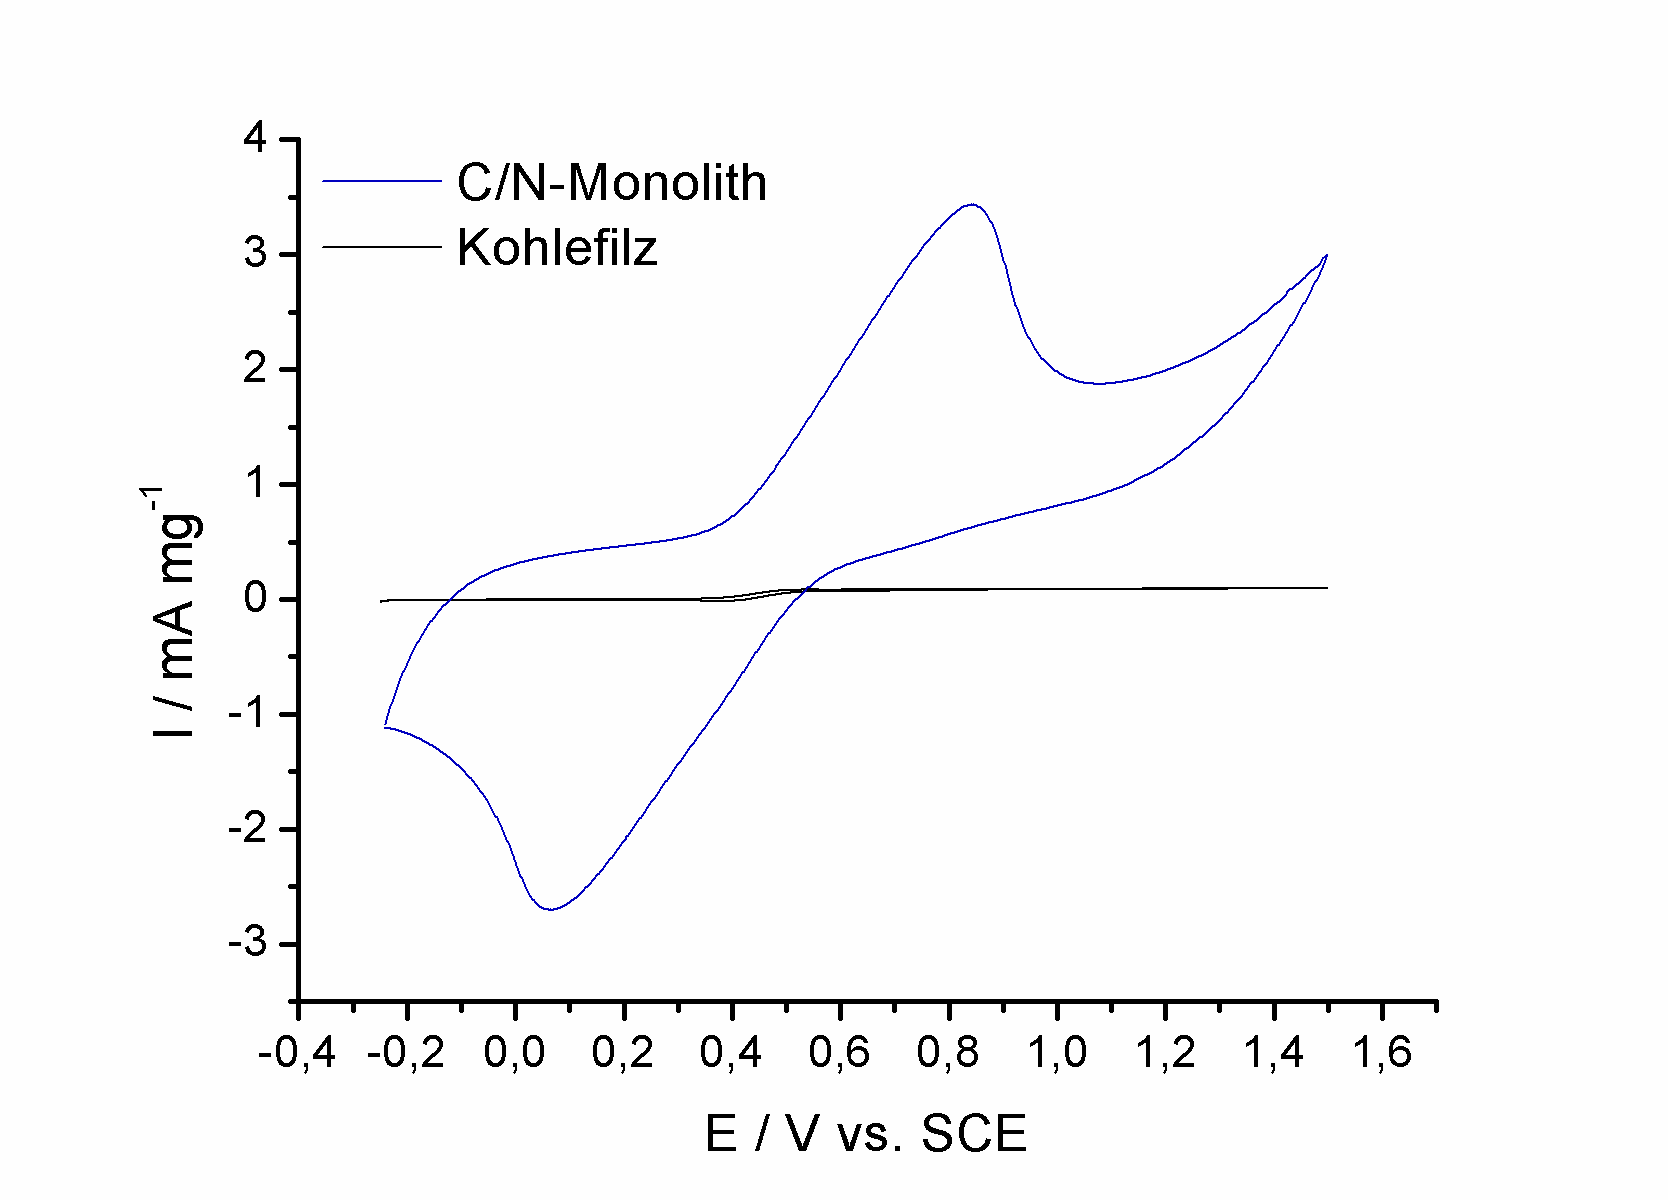 C/N-Monolith
Kohlefilz
4
3
2
1
0
-1
-2
-3
I / mA mg⁻¹
-0,4 -0,2 0,0 0,2 0,4 0,6 0,8 1,0 1,2 1,4 1,6
E / V vs. SCE